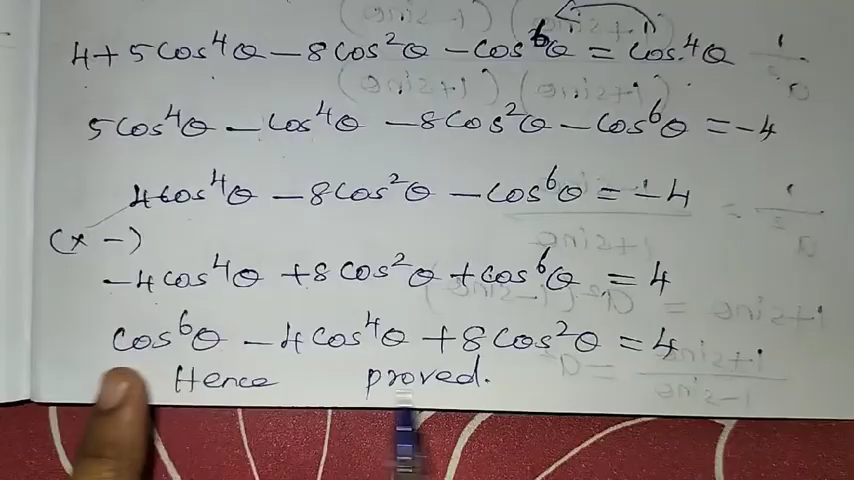 4 + 5cos⁴θ − 8cos²θ − cos⁶θ = cos⁴θ
5cos⁴θ − cos⁴θ − 8cos²θ − cos⁶θ = −4
4cos⁴θ − 8cos²θ − cos⁶θ = −4
(× −)
−4cos⁴θ + 8cos²θ + cos⁶θ = 4
cos⁶θ − 4cos⁴θ + 8cos²θ = 4
Hence proved.